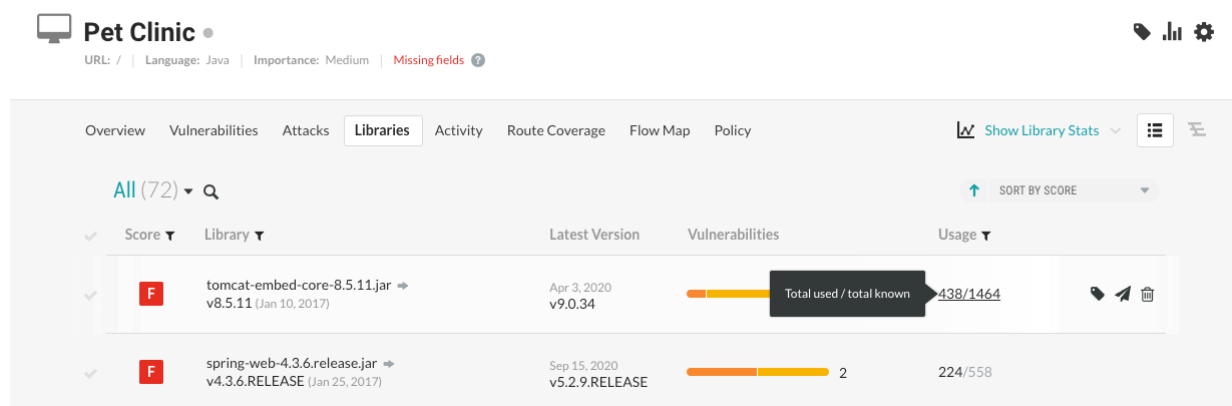 Pet Clinic
URL: / | Language: Java | Importance: Medium | Missing fields ?
Overview Vulnerabilities Attacks Libraries Activity Route Coverage Flow Map Policy Show Library Stats
All (72) SORT BY SCORE
Score Library Latest Version Vulnerabilities Usage
F tomcat-embed-core-8.5.11.jar Apr 3, 2020 Total used / total known 438/1464
v8.5.11 (Jan 10, 2017) v9.0.34
F spring-web-4.3.6.release.jar Sep 15, 2020 2 224/558
v4.3.6.RELEASE (Jan 25, 2017) v5.2.9.RELEASE